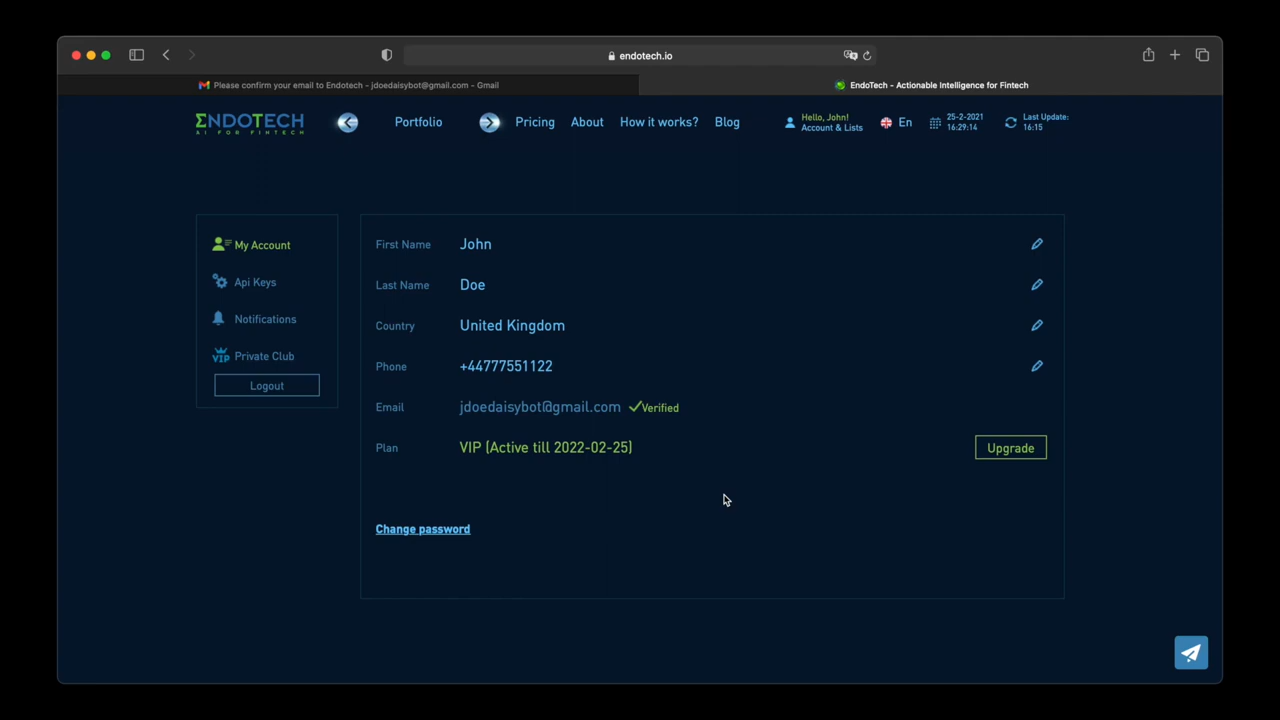 endotech.io
Please confirm your email to Endotech - jdoedaisybot@gmail.com - Gmail
EndoTech - Actionable Intelligence for Fintech
ΣNDOTECH
AI FOR FINTECH
Portfolio
Pricing
About
How it works?
Blog
Hello, John!
Account & Lists
En
25-2-2021
16:29:14
Last Update:
16:15
My Account
Api Keys
Notifications
VIP Private Club
Logout
First Name John
Last Name Doe
Country United Kingdom
Phone +44777551122
Email jdoedaisybot@gmail.com Verified
Plan VIP (Active till 2022-02-25) Upgrade
Change password